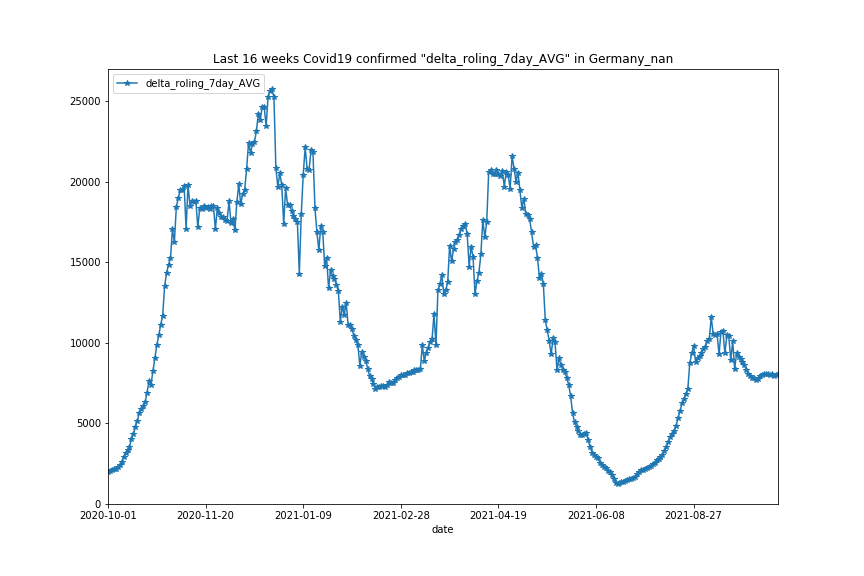 Last 16 weeks Covid19 confirmed "delta_roling_7day_AVG" in Germany_nan
delta_roling_7day_AVG
25000
20000
15000
10000
5000
0
2020-10-01 2020-11-20 2021-01-09 2021-02-28 2021-04-19 2021-06-08 2021-08-27
date